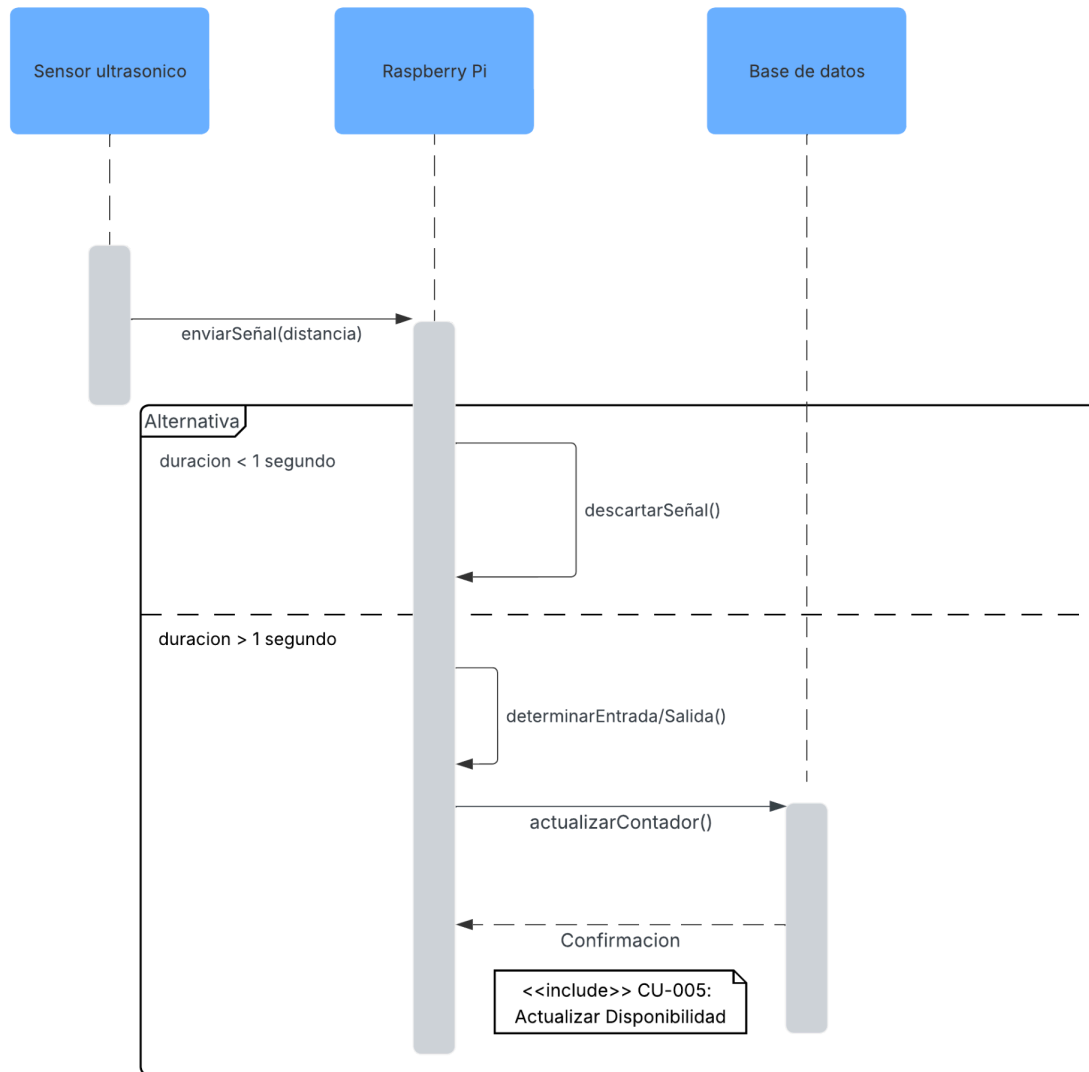 Sensor ultrasonico
Raspberry Pi
Base de datos
enviarSeñal(distancia)
Alternativa
duracion < 1 segundo
descartarSeñal()
duracion > 1 segundo
determinarEntrada/Salida()
actualizarContador()
Confirmacion
<<include>> CU-005:
Actualizar Disponibilidad